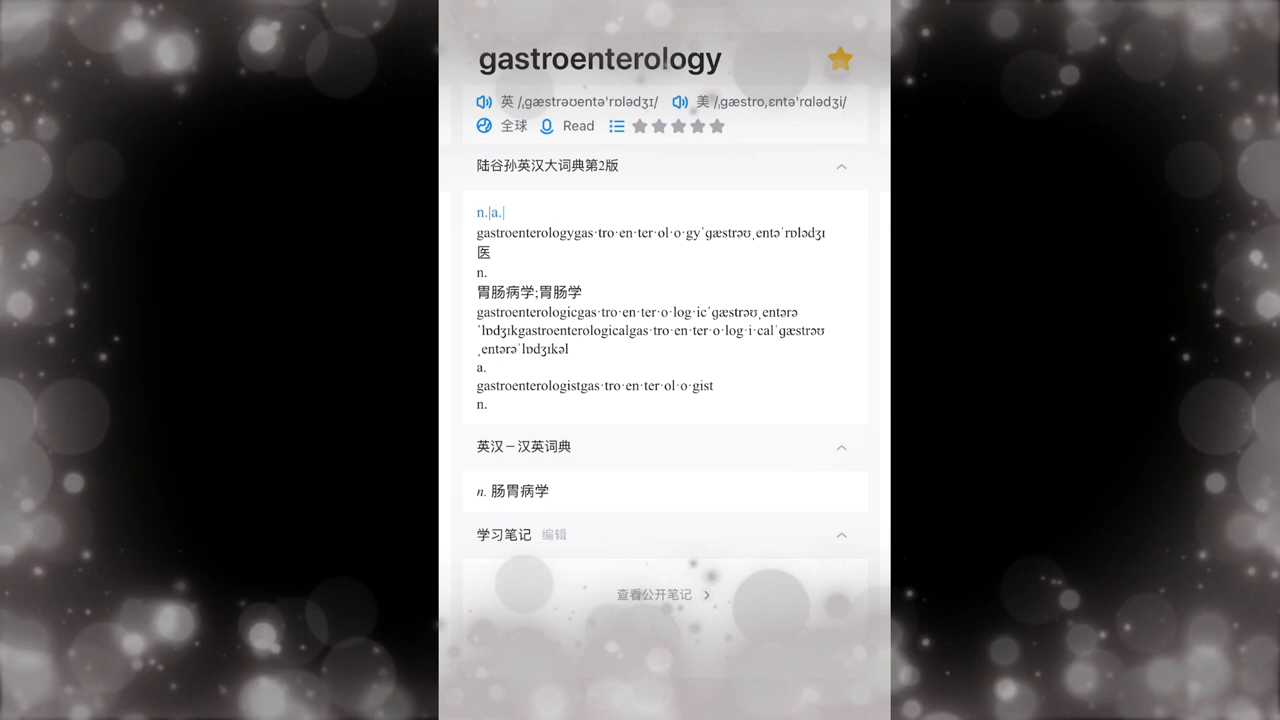 gastroenterology
英 /ˌɡæstrəʊentəˈrɒlədʒɪ/ 美 /ˌɡæstroˌɛntəˈrɑlədʒi/
全球 Read
陆谷孙英汉大词典第2版
n.|a.|
gastroenterologygas·tro·en·ter·ol·o·gyˈɡæstrəʊˌentəˈrɒlədʒɪ
医
n.
胃肠病学;胃肠学
gastroenterologicgas·tro·en·ter·o·log·icˈɡæstrəʊˌentərə
ˈlɒdʒɪkgastroenterologicalgas·tro·en·ter·o·log·i·calˈɡæstrəʊ
ˌentərəˈlɒdʒɪkəl
a.
gastroenterologistgas·tro·en·ter·ol·o·gist
n.
英汉－汉英词典
n. 肠胃病学
学习笔记 编辑
查看公开笔记